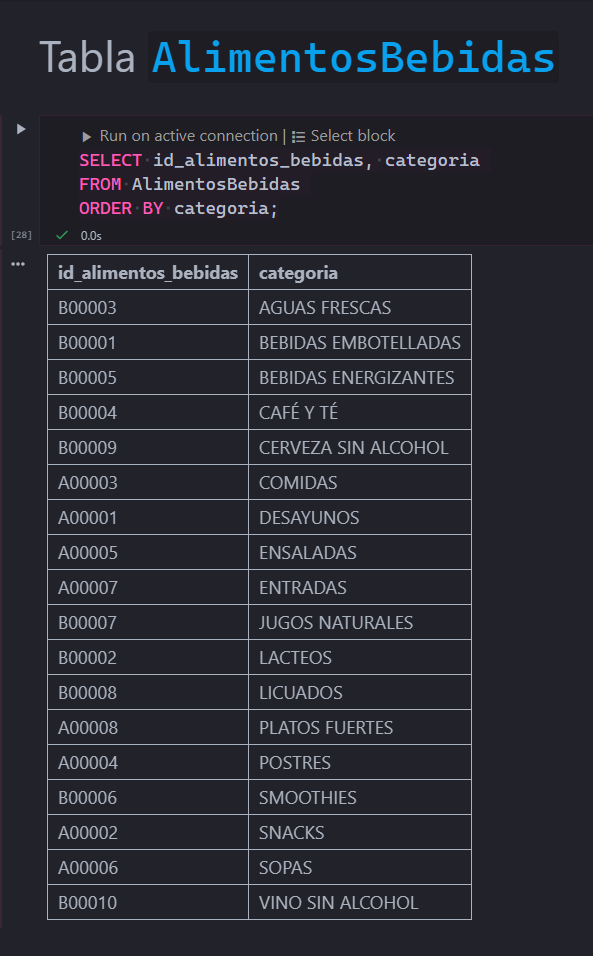 Tabla AlimentosBebidas
Run on active connection | Select block
SELECT id_alimentos_bebidas, categoria
FROM AlimentosBebidas
ORDER BY categoria;
[28] 0.0s
id_alimentos_bebidas categoria
B00003 AGUAS FRESCAS
B00001 BEBIDAS EMBOTELLADAS
B00005 BEBIDAS ENERGIZANTES
B00004 CAFÉ Y TÉ
B00009 CERVEZA SIN ALCOHOL
A00003 COMIDAS
A00001 DESAYUNOS
A00005 ENSALADAS
A00007 ENTRADAS
B00007 JUGOS NATURALES
B00002 LACTEOS
B00008 LICUADOS
A00008 PLATOS FUERTES
A00004 POSTRES
B00006 SMOOTHIES
A00002 SNACKS
A00006 SOPAS
B00010 VINO SIN ALCOHOL